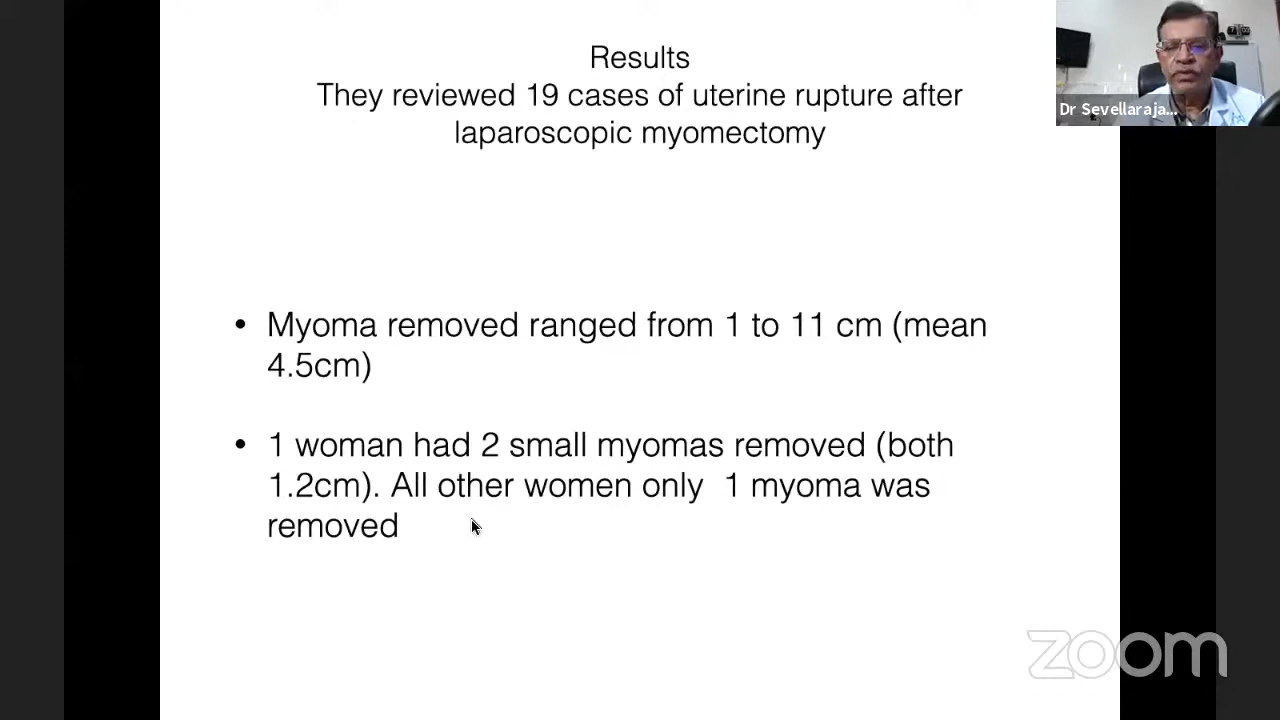 Results
They reviewed 19 cases of uterine rupture after
laparoscopic myomectomy
Dr Sevellaraja...
• Myoma removed ranged from 1 to 11 cm (mean
4.5cm)
• 1 woman had 2 small myomas removed (both
1.2cm). All other women only 1 myoma was
removed
zoom